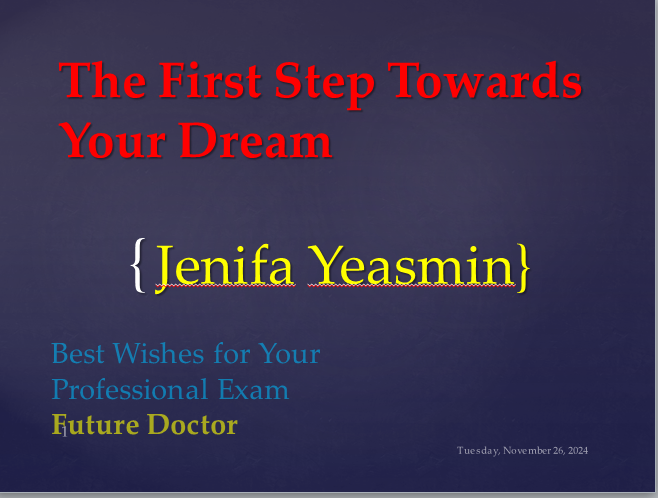 The First Step Towards
Your Dream
{ Jenifa Yeasmin}
Best Wishes for Your
Professional Exam
Future Doctor
Tuesday, November 26, 2024